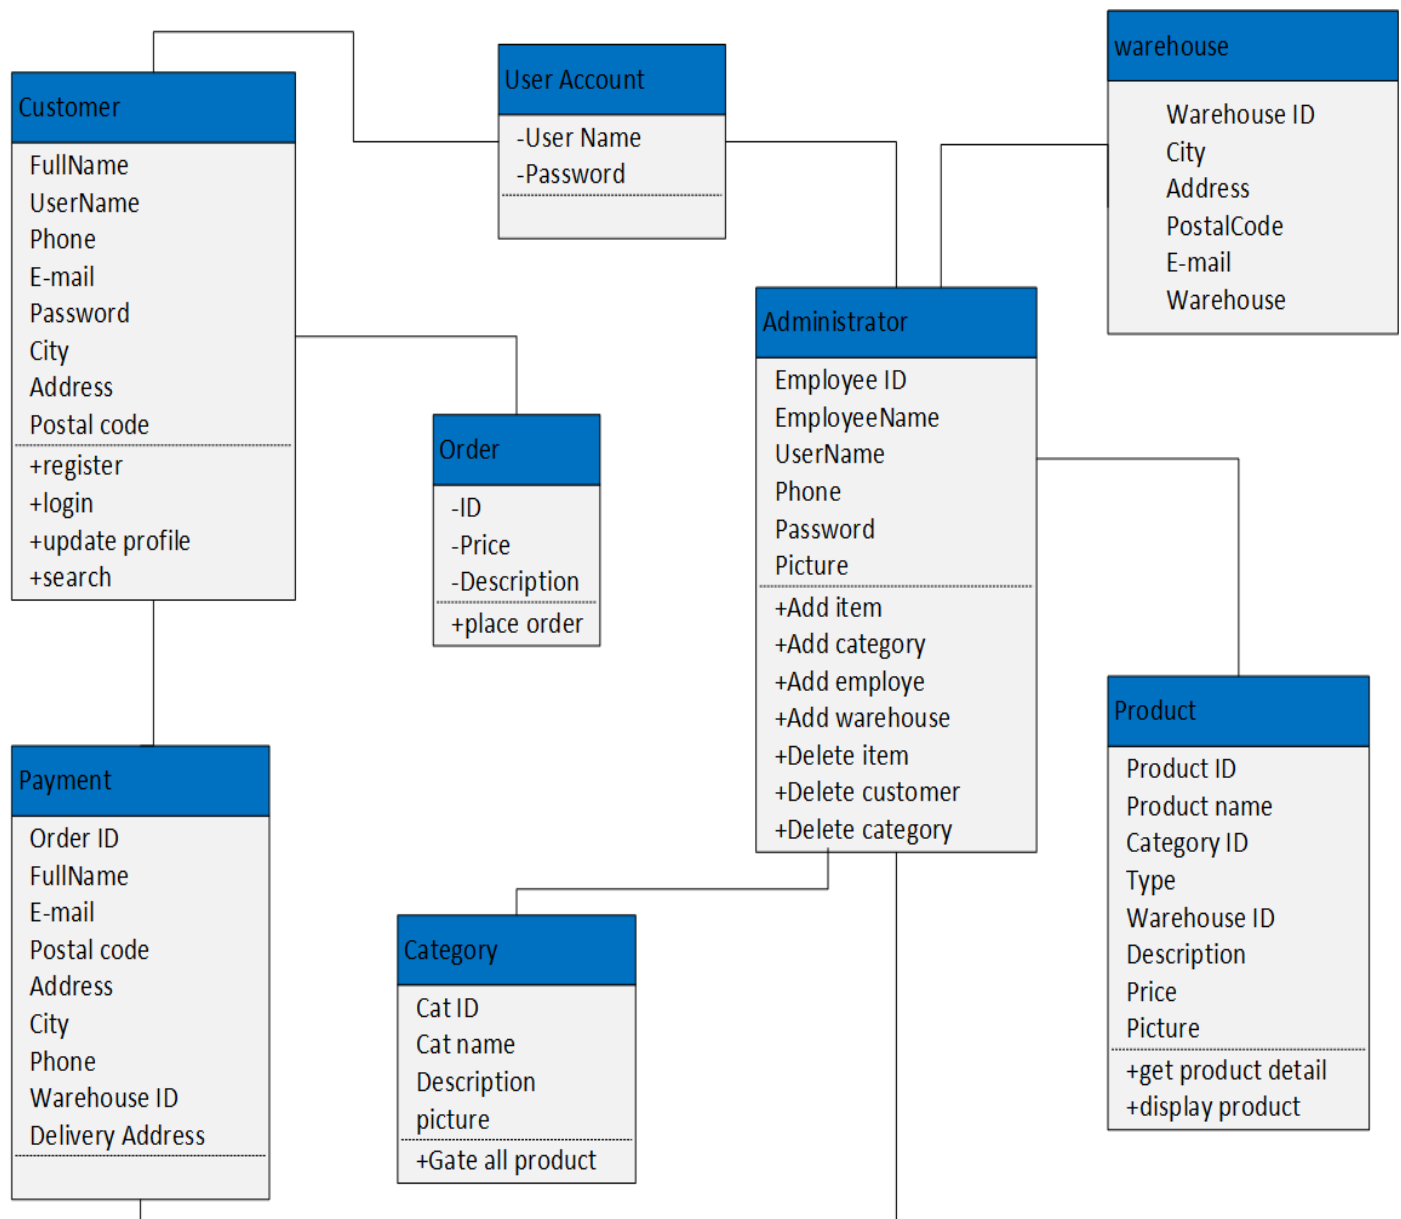 Customer
FullName
UserName
Phone
E-mail
Password
City
Address
Postal code
+register
+login
+update profile
+search
User Account
-User Name
-Password
warehouse
Warehouse ID
City
Address
PostalCode
E-mail
Warehouse
Order
-ID
-Price
-Description
+place order
Administrator
Employee ID
EmployeeName
UserName
Phone
Password
Picture
+Add item
+Add category
+Add employe
+Add warehouse
+Delete item
+Delete customer
+Delete category
Product
Product ID
Product name
Category ID
Type
Warehouse ID
Description
Price
Picture
+get product detail
+display product
Payment
Order ID
FullName
E-mail
Postal code
Address
City
Phone
Warehouse ID
Delivery Address
Category
Cat ID
Cat name
Description
picture
+Gate all product